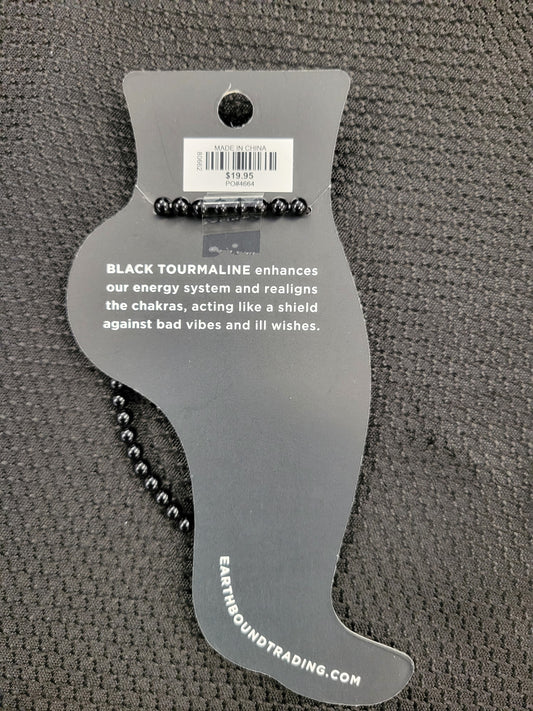 MADE IN CHINA
80662
$19.95
PO#4664
BLACK TOURMALINE enhances
our energy system and realigns
the chakras, acting like a shield
against bad vibes and ill wishes.
EARTHBOUNDTRADING.COM